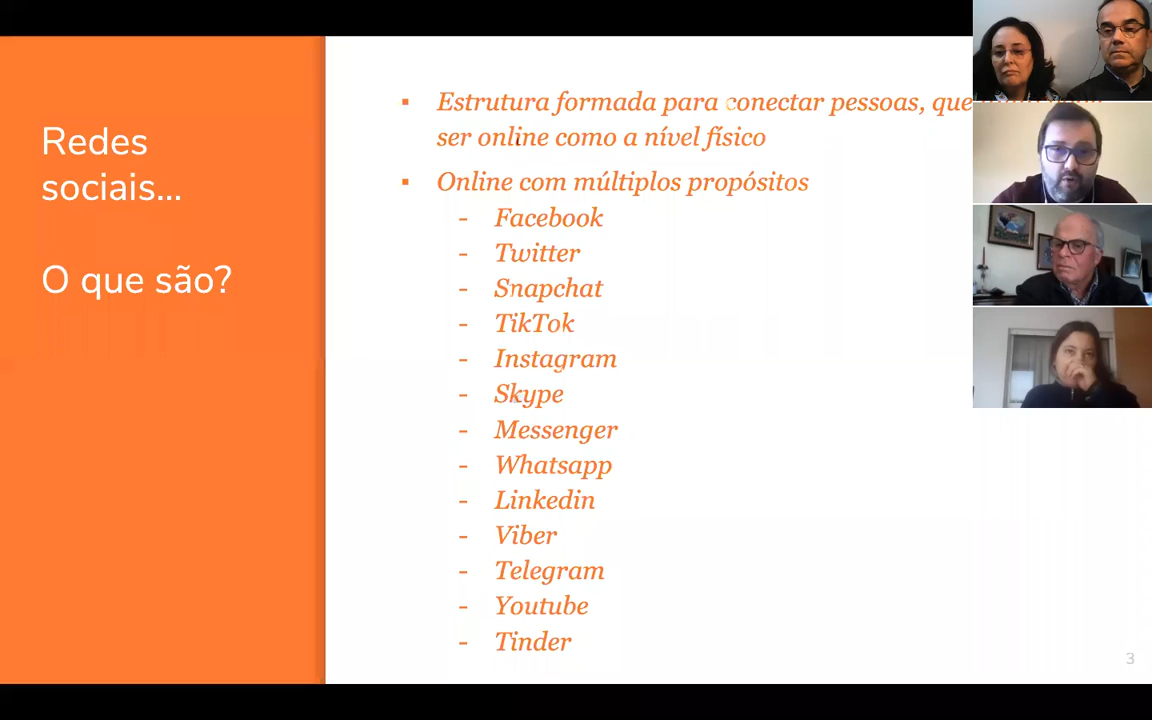 Redes
sociais...
O que são?
▪ Estrutura formada para conectar pessoas, que
ser online como a nível físico
▪ Online com múltiplos propósitos
- Facebook
- Twitter
- Snapchat
- TikTok
- Instagram
- Skype
- Messenger
- Whatsapp
- Linkedin
- Viber
- Telegram
- Youtube
- Tinder
3